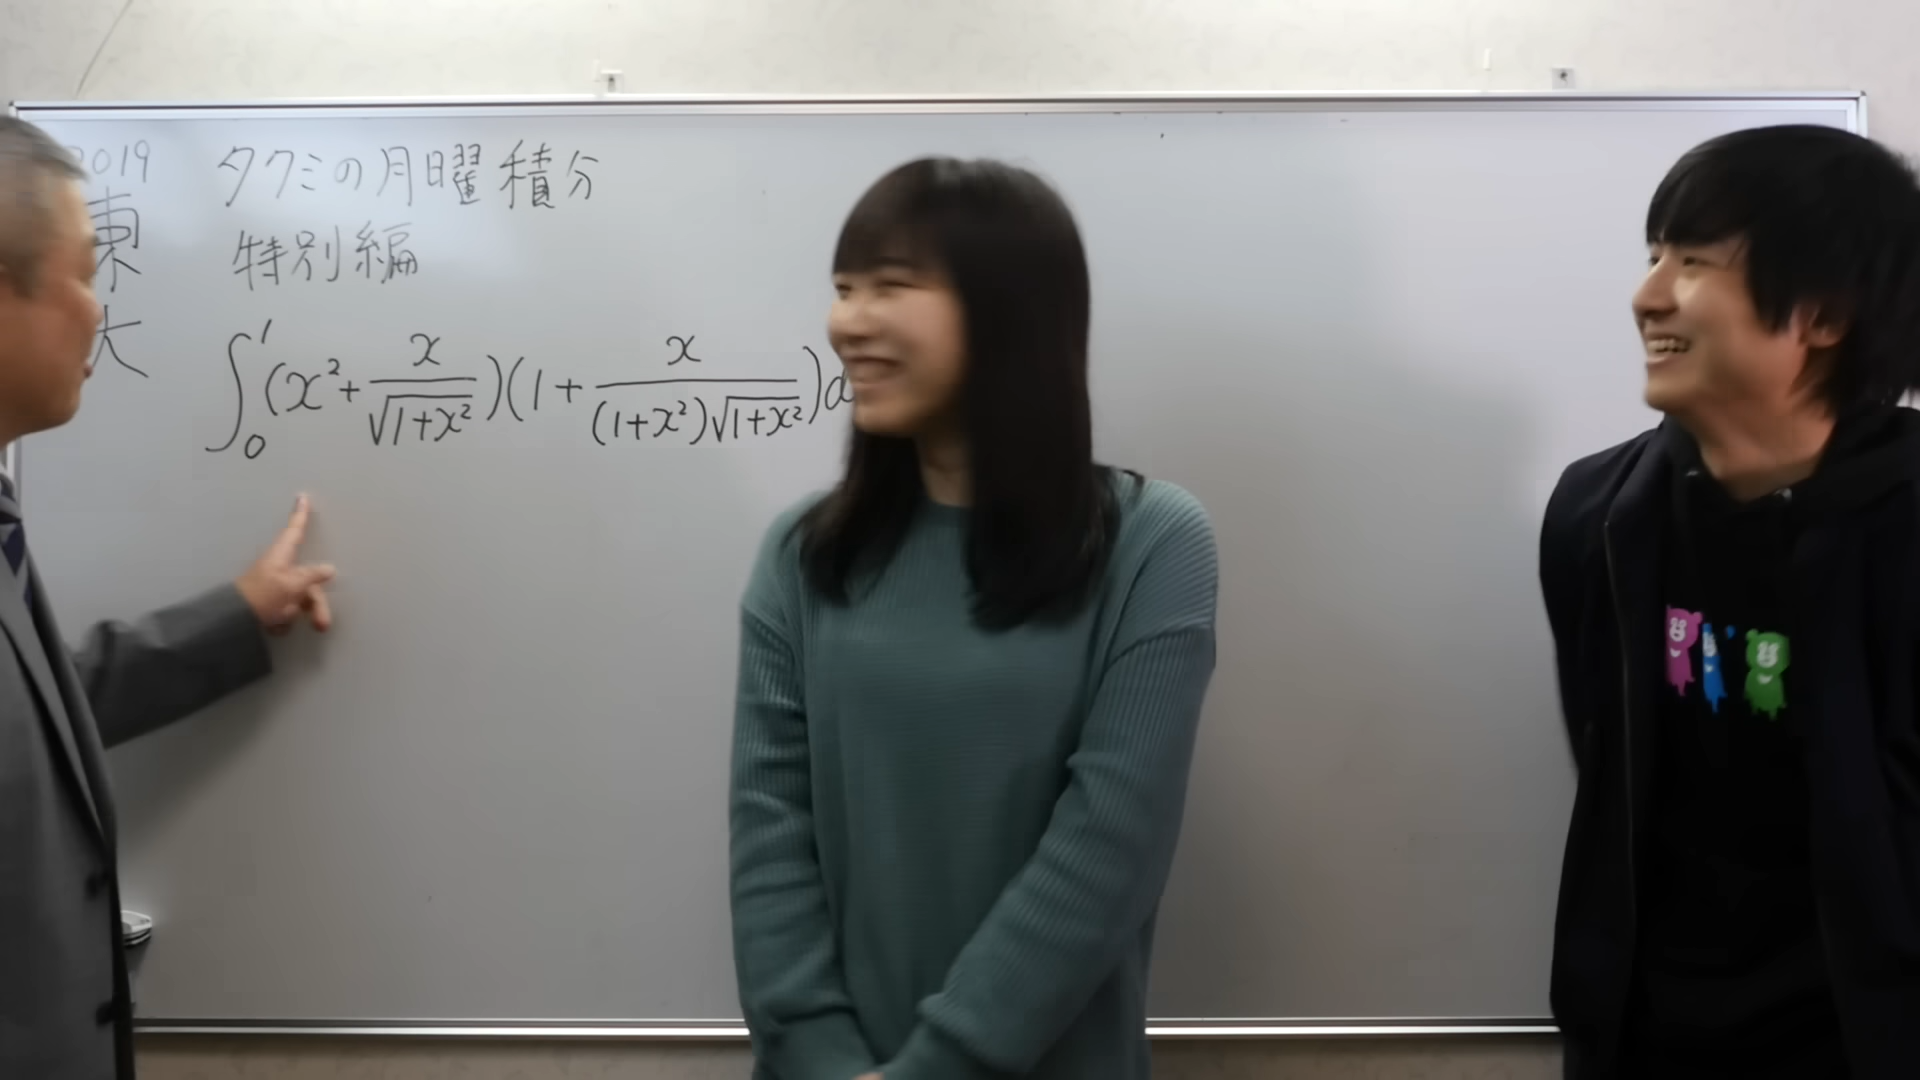 2019
東大
タクミの月曜積分
特別編
∫₀¹(x²+x/√(1+x²))(1+x/((1+x²)√(1+x²)))d